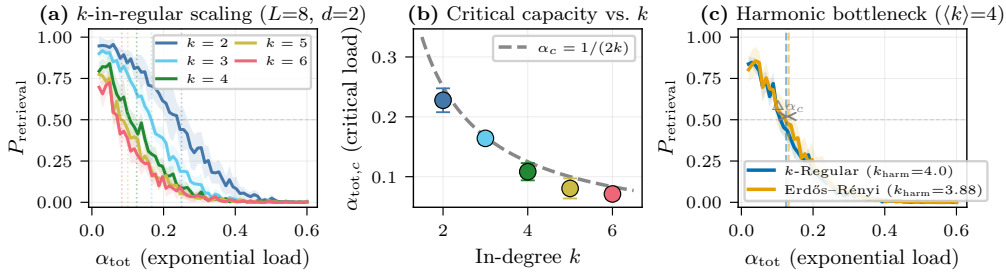 (a) k-in-regular scaling (L=8, d=2)
P_retrieval
1.00
0.75
0.50
0.25
0.00
k = 2
k = 3
k = 4
k = 5
k = 6
0.0
0.2
0.4
0.6
α_tot (exponential load)
(b) Critical capacity vs. k
α_tot,c (critical load)
0.3
0.2
0.1
α_c = 1/(2k)
2
4
6
In-degree k
(c) Harmonic bottleneck (⟨k⟩=4)
P_retrieval
1.00
0.75
0.50
0.25
0.00
Δα_c
k-Regular (k_harm=4.0)
Erdős–Rényi (k_harm=3.88)
0.0
0.2
0.4
0.6
α_tot (exponential load)